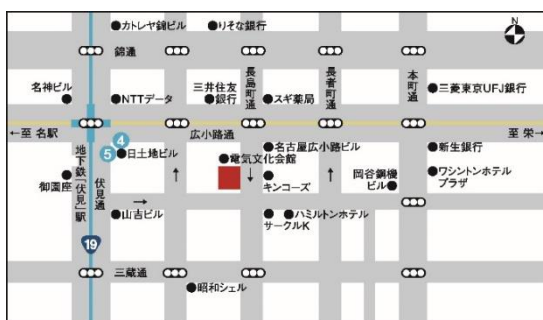 カトレヤ錦ビル
りそな銀行
N
錦通
名神ビル
NTTデータ
三井住友
銀行
長島町通
スギ薬局
長者町通
本町通
三菱東京UFJ銀行
←至 名駅
広小路通
至 栄→
4
5
日土地ビル
電気文化会館
名古屋広小路ビル
新生銀行
地下鉄「伏見」駅
伏見通
御園座
キンコーズ
岡谷鋼機
ビル
ワシントンホテル
プラザ
山吉ビル
ハミルトンホテル
サークルK
19
三蔵通
昭和シェル